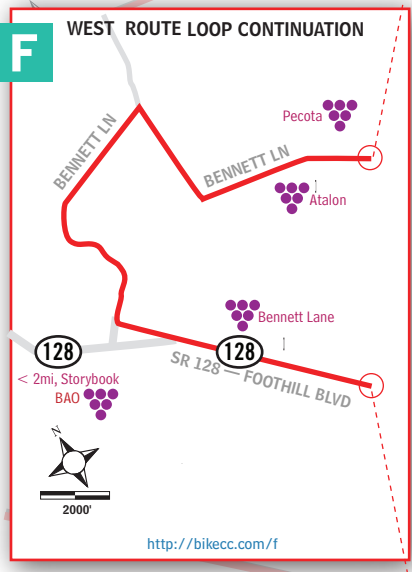 F
WEST ROUTE LOOP CONTINUATION
Pecota
BENNETT LN
BENNETT LN
Atalon
Bennett Lane
128
128
SR 128 — FOOTHILL BLVD
< 2mi, Storybook
BAO
N
2000'
http://bikecc.com/f